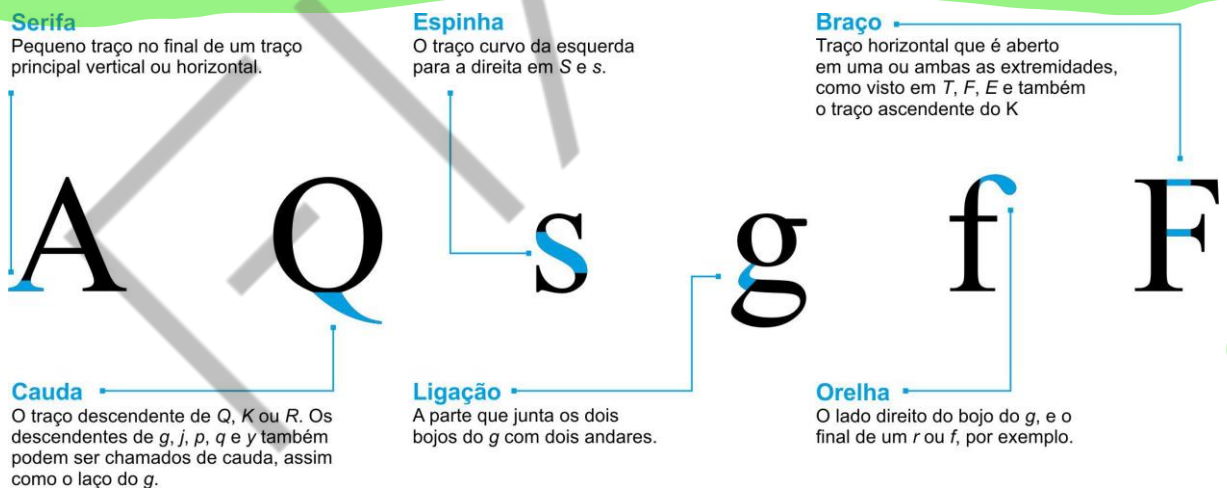 Serifa
Pequeno traço no final de um traço
principal vertical ou horizontal.
Espinha
O traço curvo da esquerda
para a direita em S e s.
Braço
Traço horizontal que é aberto
em uma ou ambas as extremidades,
como visto em T, F, E e também
o traço ascendente do K
A Q s g f F
Cauda
O traço descendente de Q, K ou R. Os
descendentes de g, j, p, q e y também
podem ser chamados de cauda, assim
como o laço do g.
Ligação
A parte que junta os dois
bojos do g com dois andares.
Orelha
O lado direito do bojo do g, e o
final de um r ou f, por exemplo.